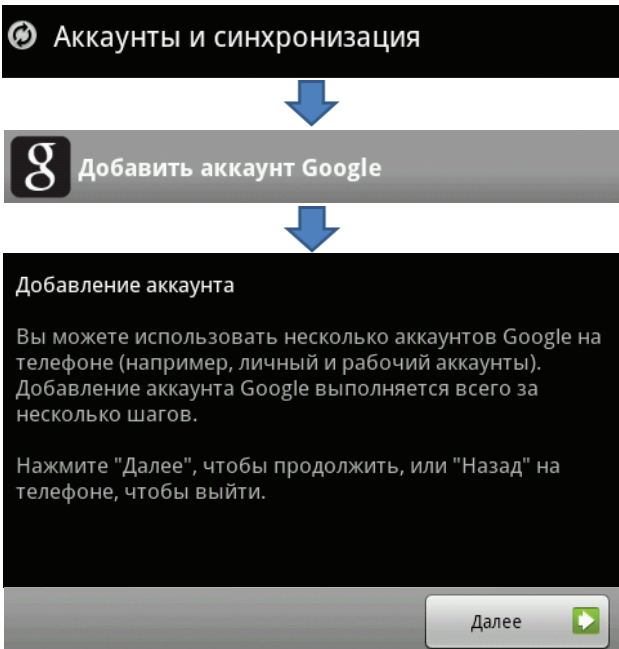 Аккаунты и синхронизация
g Добавить аккаунт Google
Добавление аккаунта
Вы можете использовать несколько аккаунтов Google на
телефоне (например, личный и рабочий аккаунты).
Добавление аккаунта Google выполняется всего за
несколько шагов.
Нажмите "Далее", чтобы продолжить, или "Назад" на
телефоне, чтобы выйти.
Далее